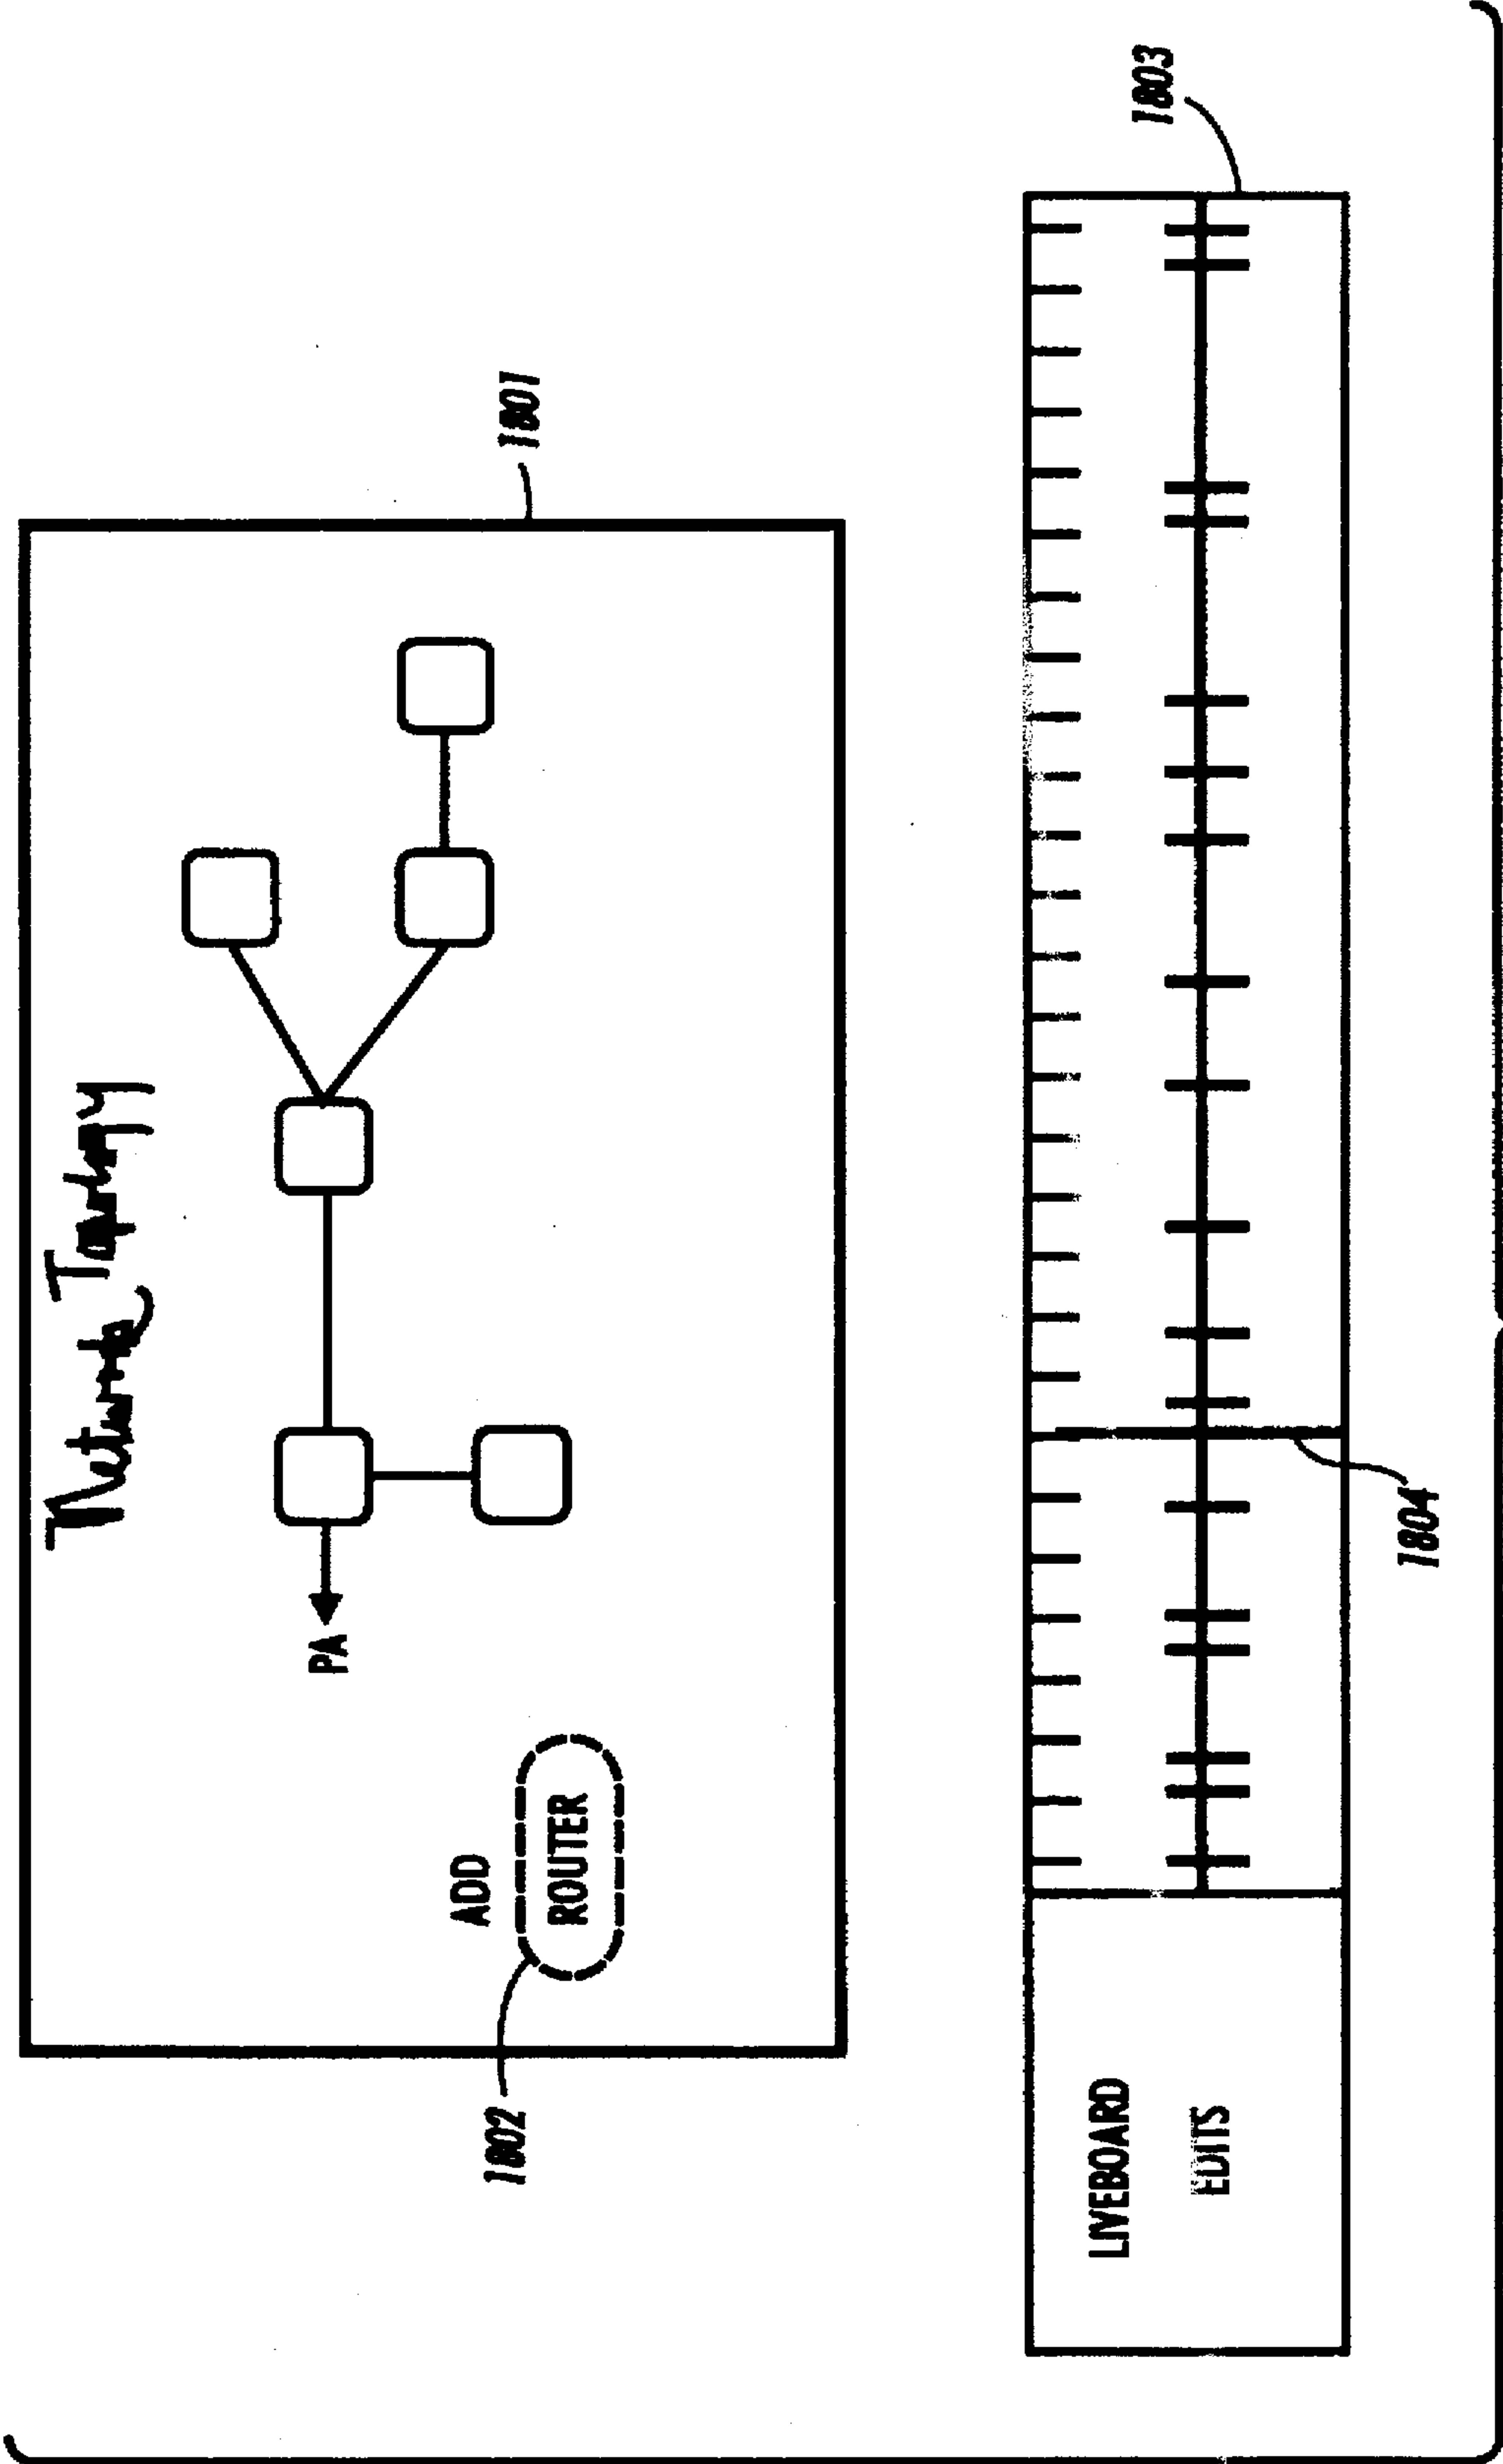 Network Topology
PA
ADD
ROUTER
1801
1802
LIVEBOARD
EDITS
1803
1804